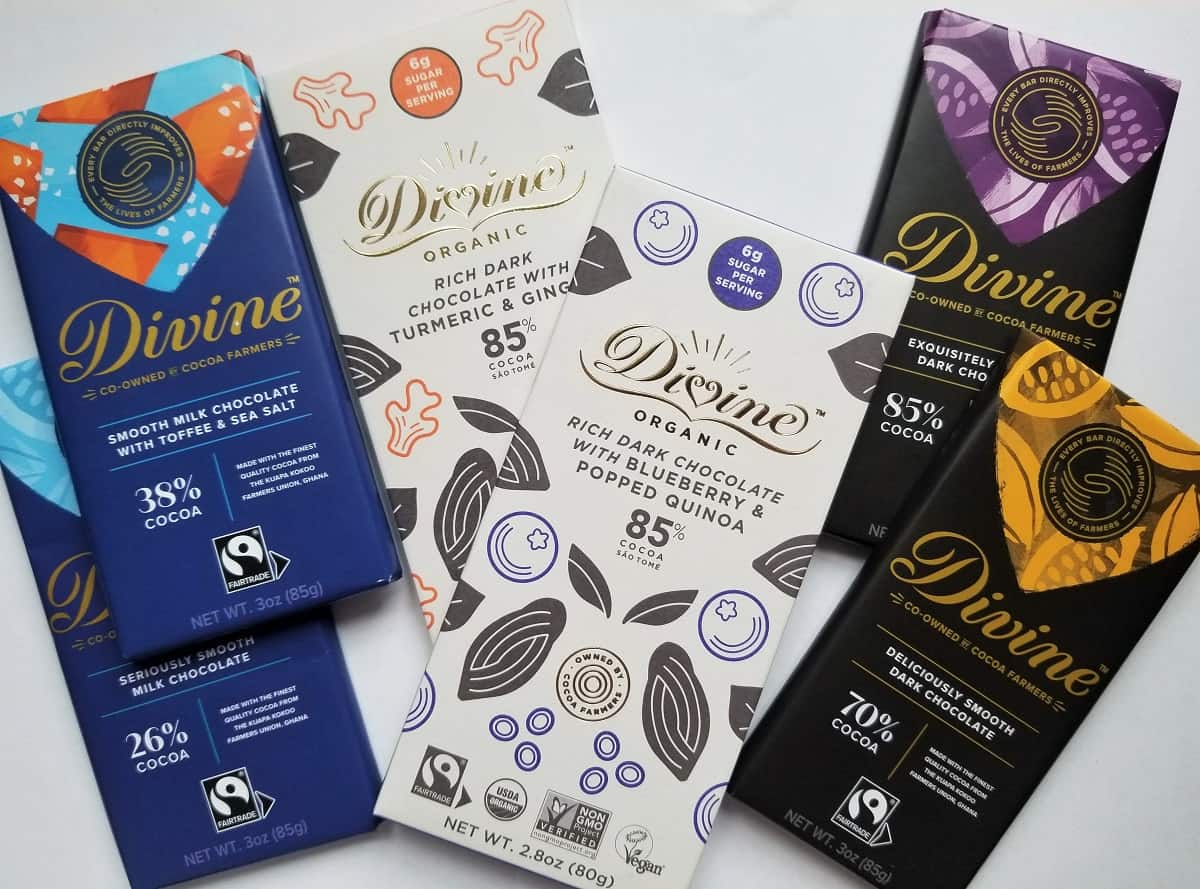 EVERY BAR DIRECTLY IMPROVES
THE LIVES OF FARMERS
Divine™
CO-OWNED BY COCOA FARMERS
SMOOTH MILK CHOCOLATE
WITH TOFFEE & SEA SALT
38%
COCOA
MADE WITH THE FINEST
QUALITY COCOA FROM
THE KUAPA KOKOO
FARMERS UNION, GHANA
FAIRTRADE
NET WT. 3oz (85g)
SERIOUSLY SMOOTH
MILK CHOCOLATE
26%
COCOA
MADE WITH THE FINEST
QUALITY COCOA FROM
THE KUAPA KOKOO
FARMERS UNION, GHANA
FAIRTRADE
NET WT. 3oz (85g)
6g
SUGAR
PER
SERVING
Divine™
ORGANIC
RICH DARK
CHOCOLATE WITH
TURMERIC & GING
85%
COCOA
SÃO TOMÉ
6g
SUGAR
PER
SERVING
Divine™
ORGANIC
RICH DARK CHOCOLATE
WITH BLUEBERRY &
POPPED QUINOA
85%
COCOA
SÃO TOMÉ
OWNED BY
COCOA FARMERS
FAIRTRADE
USDA
ORGANIC
NON
GMO
Project
VERIFIED
nongmoproject.org
vegan
NET WT. 2.8oz (80g)
EVERY BAR DIRECTLY IMPROVES
THE LIVES OF FARMERS
Divine™
CO-OWNED BY COCOA FARMERS
EXQUISITELY
DARK CHO
85%
COCOA
NE
EVERY BAR DIRECTLY IMPROVES
THE LIVES OF FARMERS
Divine™
CO-OWNED BY COCOA FARMERS
DELICIOUSLY SMOOTH
DARK CHOCOLATE
70%
COCOA
MADE WITH THE FINEST
QUALITY COCOA FROM
THE KUAPA KOKOO
FARMERS UNION, GHANA
FAIRTRADE
NET WT. 3oz (85g)